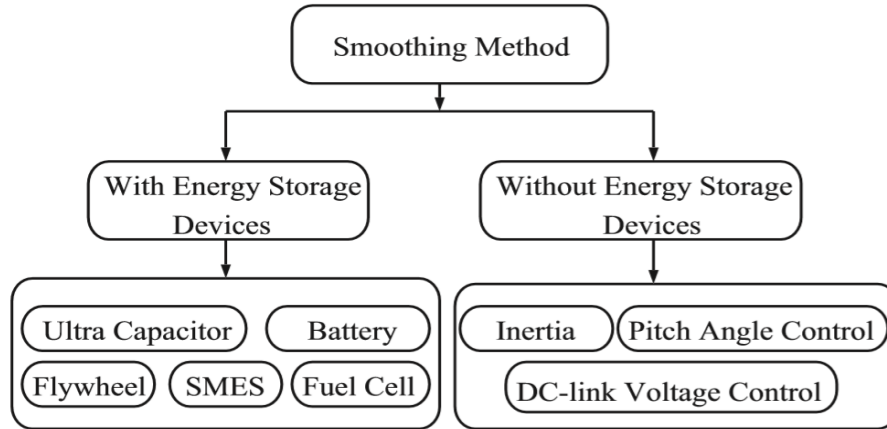 Smoothing Method
With Energy Storage
Devices
Without Energy Storage
Devices
Ultra Capacitor
Battery
Flywheel
SMES
Fuel Cell
Inertia
Pitch Angle Control
DC-link Voltage Control